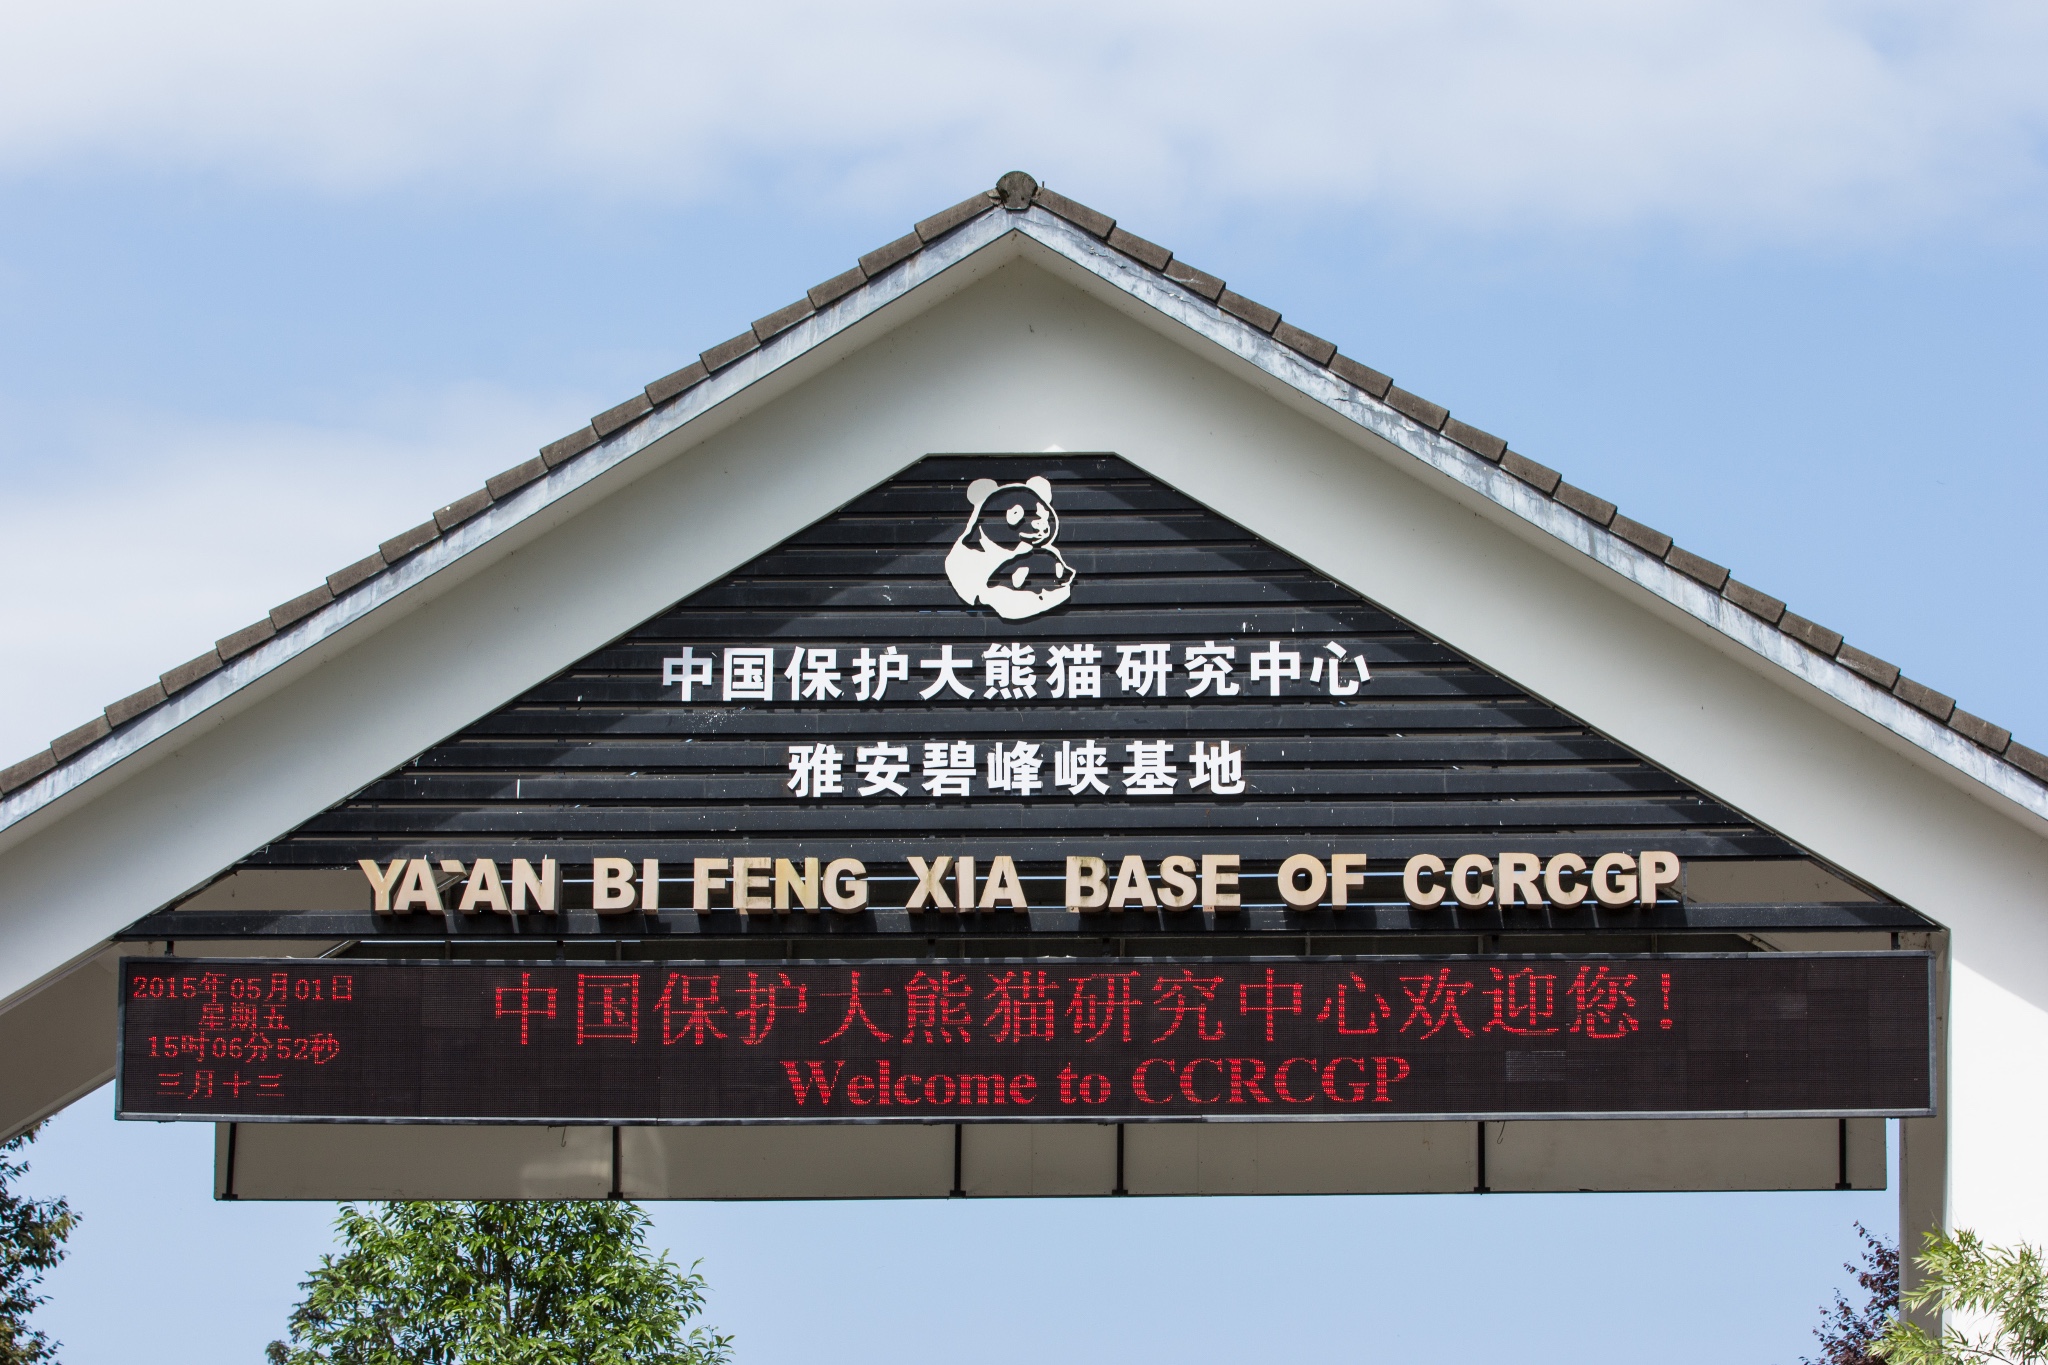 中国保护大熊猫研究中心
雅安碧峰峡基地
YA`AN BI FENG XIA BASE OF CCRCGP
2015年05月01日
星期五
15时06分52秒
三月十三
中国保护大熊猫研究中心欢迎您!
Welcome to CCRCGP